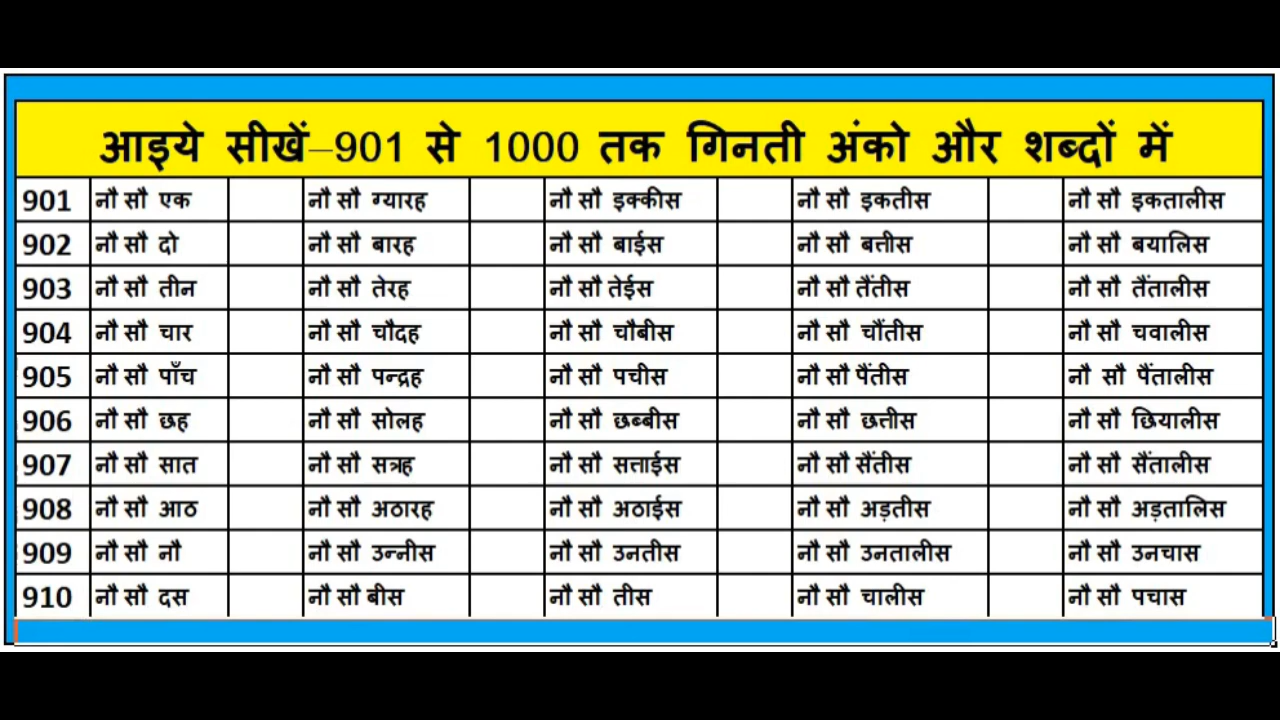 आइये सीखें–901 से 1000 तक गिनती अंको और शब्दों में
901 नौ सौ एक नौ सौ ग्यारह नौ सौ इक्कीस नौ सौ इकतीस नौ सौ इकतालीस
902 नौ सौ दो नौ सौ बारह नौ सौ बाईस नौ सौ बत्तीस नौ सौ बयालिस
903 नौ सौ तीन नौ सौ तेरह नौ सौ तेईस नौ सौ तैंतीस नौ सौ तैंतालीस
904 नौ सौ चार नौ सौ चौदह नौ सौ चौबीस नौ सौ चौंतीस नौ सौ चवालीस
905 नौ सौ पाँच नौ सौ पन्द्रह नौ सौ पचीस नौ सौ पैंतीस नौ सौ पैंतालीस
906 नौ सौ छह नौ सौ सोलह नौ सौ छब्बीस नौ सौ छत्तीस नौ सौ छियालीस
907 नौ सौ सात नौ सौ सत्रह नौ सौ सत्ताईस नौ सौ सैंतीस नौ सौ सैंतालीस
908 नौ सौ आठ नौ सौ अठारह नौ सौ अठाईस नौ सौ अड़तीस नौ सौ अड़तालिस
909 नौ सौ नौ नौ सौ उन्नीस नौ सौ उनतीस नौ सौ उनतालीस नौ सौ उनचास
910 नौ सौ दस नौ सौ बीस नौ सौ तीस नौ सौ चालीस नौ सौ पचास